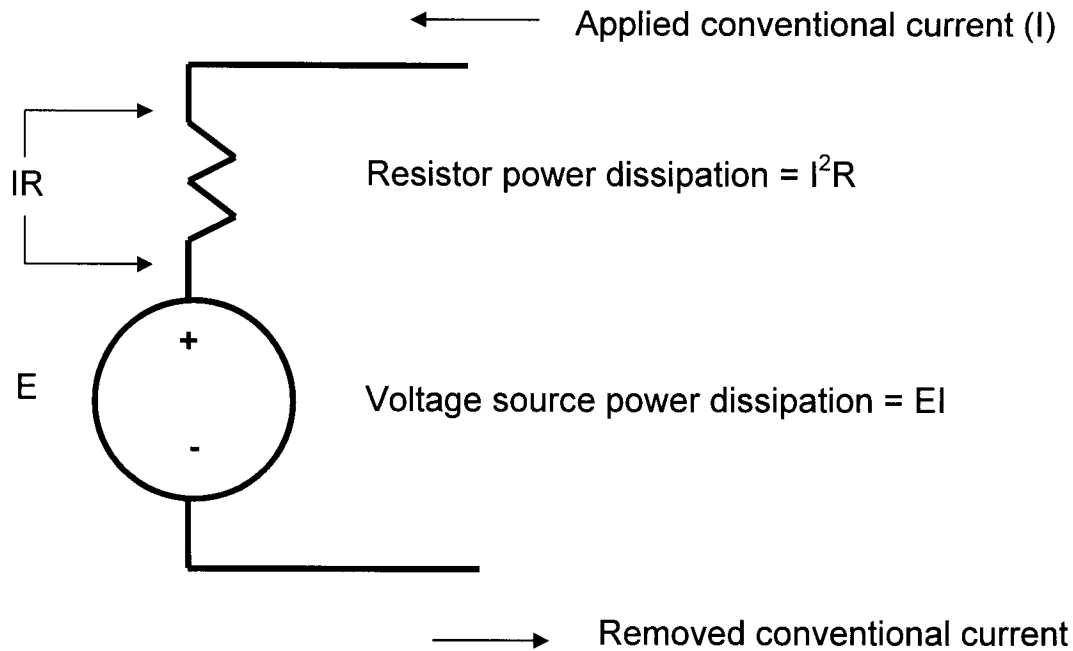 Applied conventional current (I)
IR
Resistor power dissipation = I²R
+
E
Voltage source power dissipation = EI
-
Removed conventional current